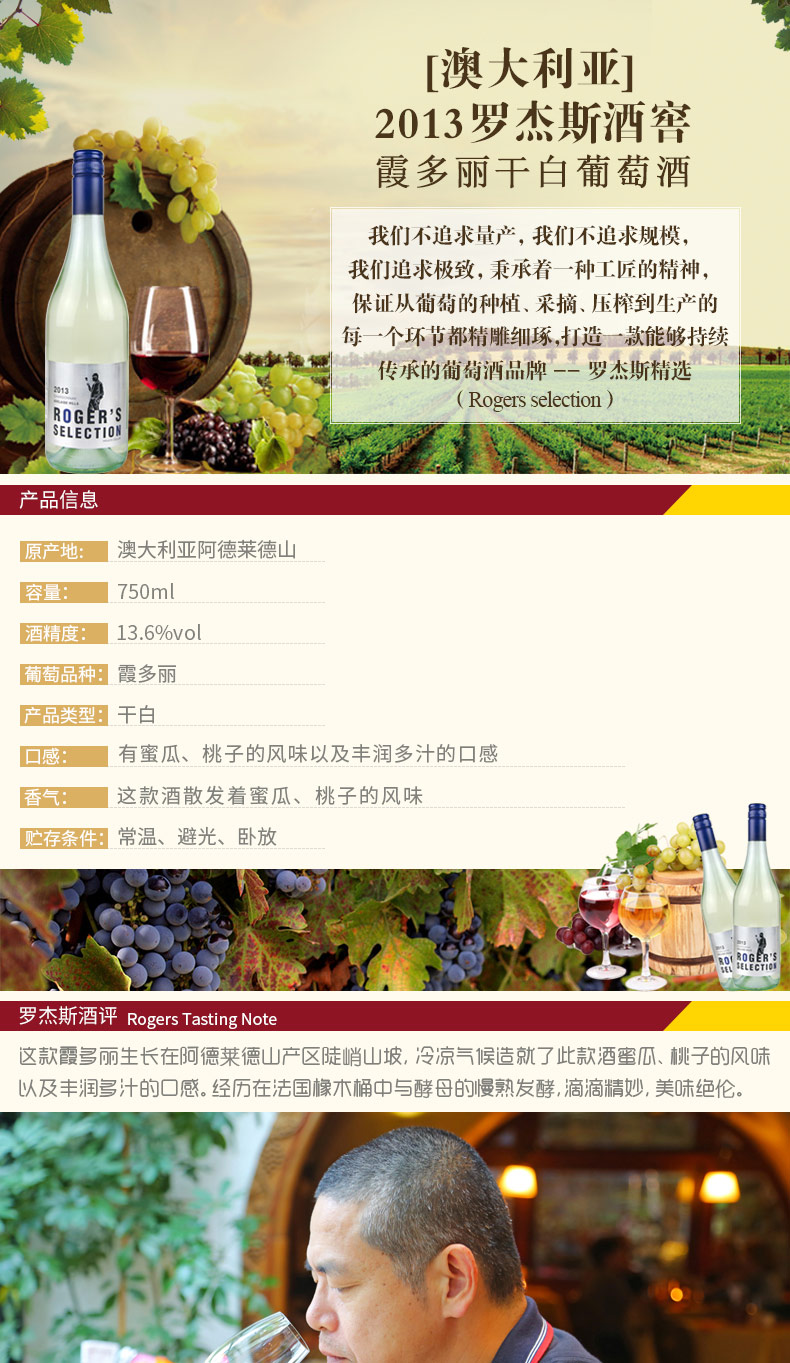 [澳大利亚]
2013罗杰斯酒窖
霞多丽干白葡萄酒
我们不追求量产, 我们不追求规模,
我们追求极致, 秉承着一种工匠的精神,
保证从葡萄的种植、采摘、压榨到生产的
每一个环节都精雕细琢,打造一款能够持续
传承的葡萄酒品牌 -- 罗杰斯精选
( Rogers selection )
2013
ADELAIDE HILLS
ROGER'S
SELECTION
产品信息
原产地: 澳大利亚阿德莱德山
容量: 750ml
酒精度: 13.6%vol
葡萄品种: 霞多丽
产品类型: 干白
口感: 有蜜瓜、桃子的风味以及丰润多汁的口感
香气: 这款酒散发着蜜瓜、桃子的风味
贮存条件: 常温、避光、卧放
2013
ROGER'S
SELECTION
罗杰斯酒评 Rogers Tasting Note
这款霞多丽生长在阿德莱德山产区陡峭山坡, 冷凉气候造就了此款酒蜜瓜、桃子的风味
以及丰润多汁的口感。经历在法国橡木桶中与酵母的慢熟发酵,滴滴精妙, 美味绝伦。